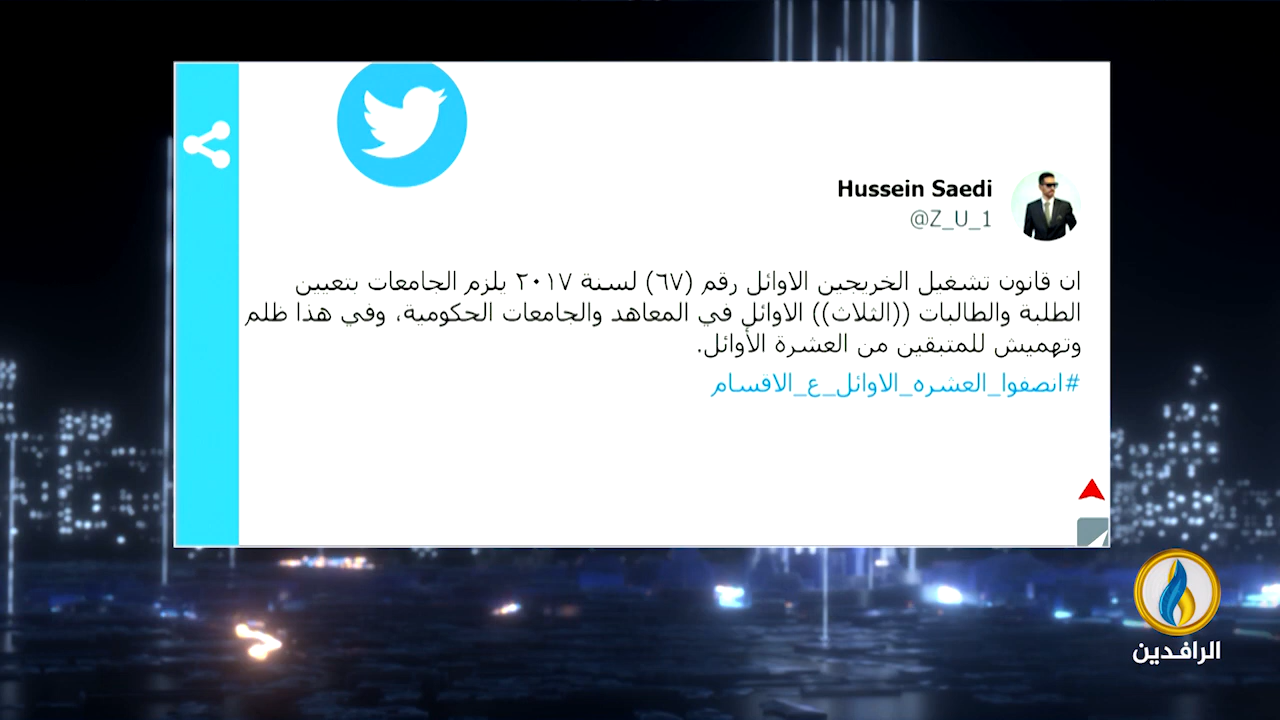 Hussein Saedi
@Z_U_1
ان قانون تشغيل الخريجين الاوائل رقم (٦٧) لسنة ٢٠١٧ يلزم الجامعات بتعيين
الطلبة والطالبات ((الثلاث)) الاوائل في المعاهد والجامعات الحكومية، وفي هذا ظلم
وتهميش للمتبقين من العشرة الأوائل.
#انصفوا_العشره_الاوائل_ع_الاقسام
الرافدين